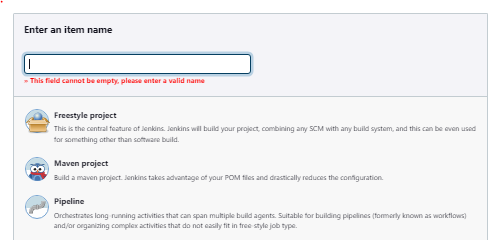 Enter an item name
» This field cannot be empty, please enter a valid name
Freestyle project
This is the central feature of Jenkins. Jenkins will build your project, combining any SCM with any build system, and this can be even used
for something other than software build.
Maven project
Build a maven project. Jenkins takes advantage of your POM files and drastically reduces the configuration.
Pipeline
Orchestrates long-running activities that can span multiple build agents. Suitable for building pipelines (formerly known as workflows)
and/or organizing complex activities that do not easily fit in free-style job type.